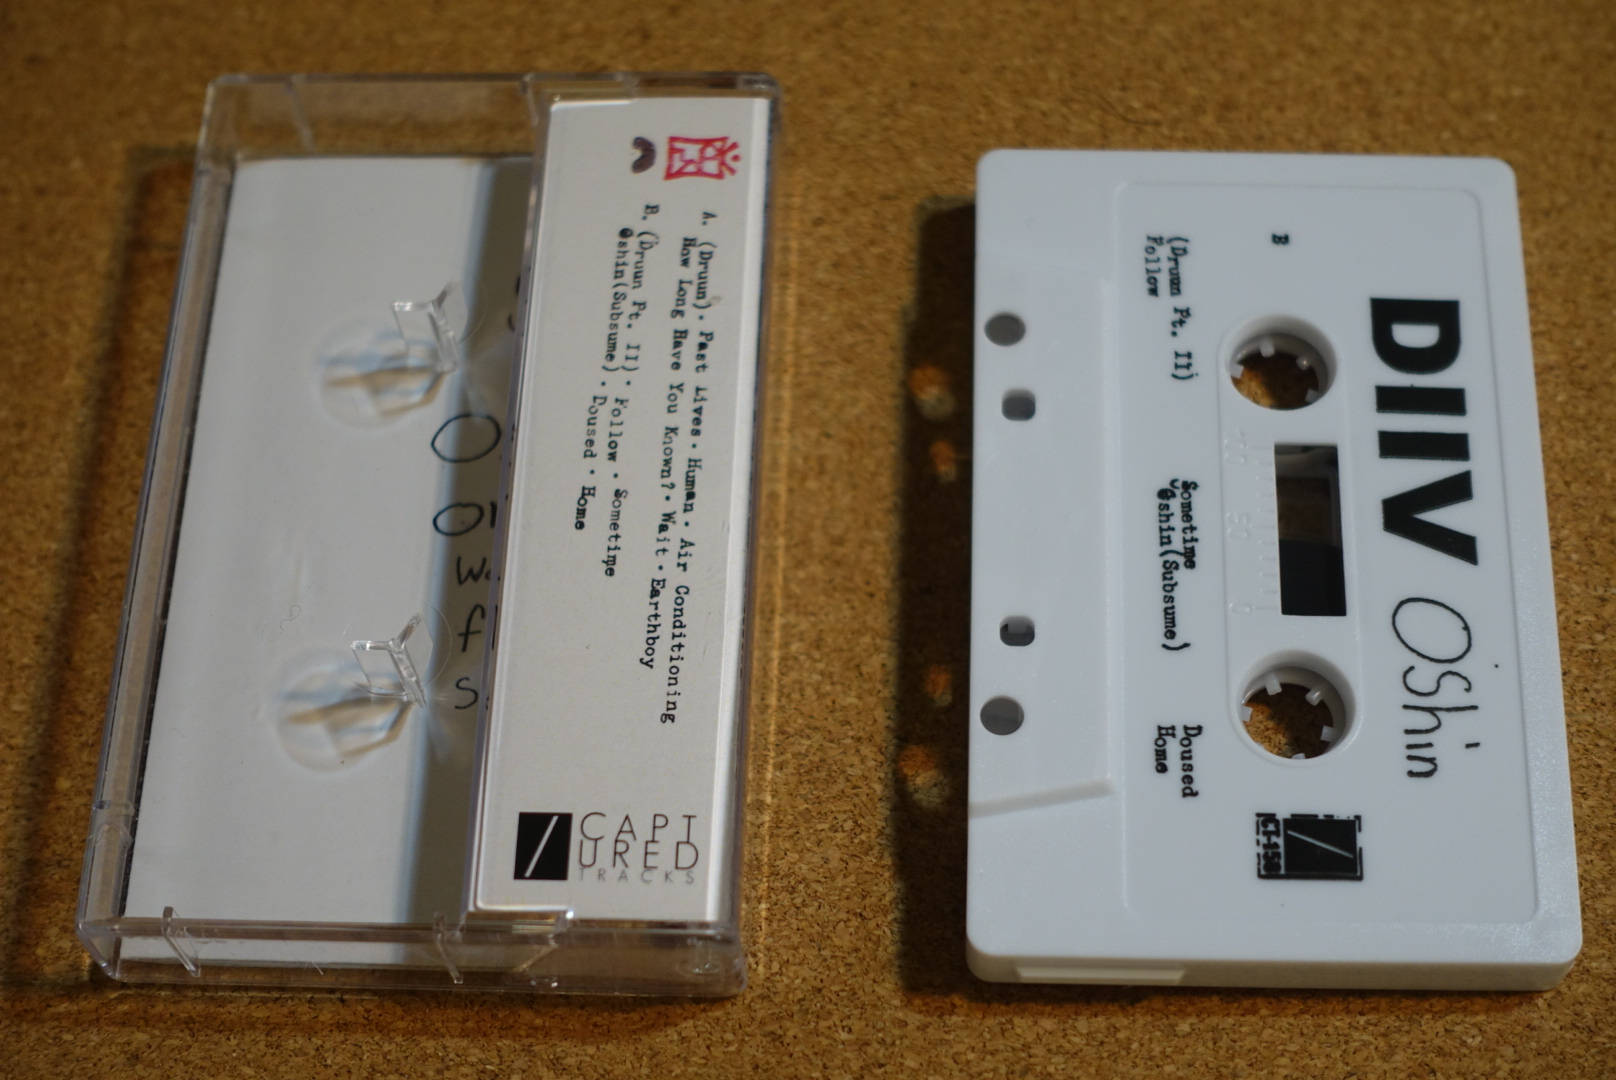 A. (Druun) • Past Lives • Human • Air Conditioning
How Long Have You Known? • Wait • Earthboy
B. (Druun Pt. II) • Follow • Sometime
Oshin(Subsume) • Doused • Home
CAPT
URED
TRACKS
DIIV Oshin
B
(Druun Pt. II)
Follow
Sometime
Oshin(Subsume)
Doused
Home
CT-156